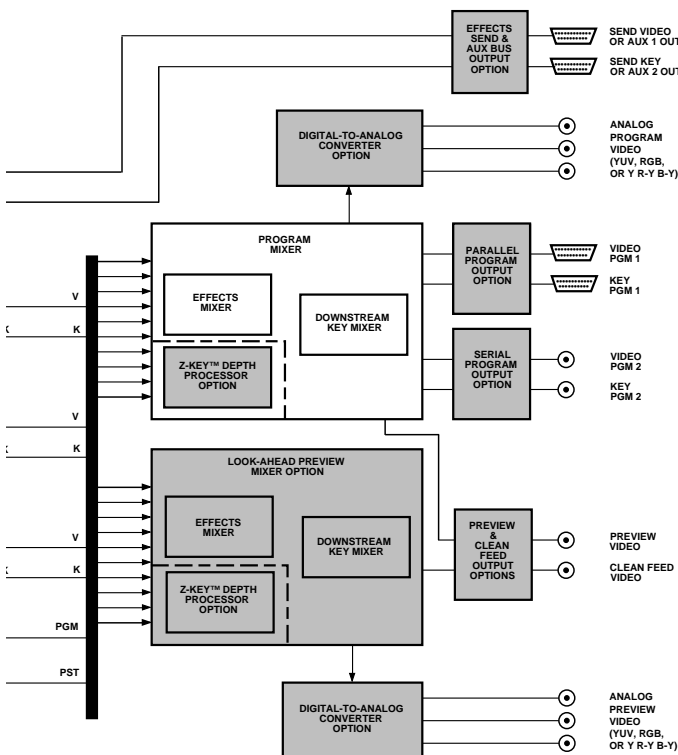 EFFECTS
SEND &
AUX BUS
OUTPUT
OPTION
SEND VIDEO
OR AUX 1 OUT
SEND KEY
OR AUX 2 OUT
DIGITAL-TO-ANALOG
CONVERTER
OPTION
ANALOG
PROGRAM
VIDEO
(YUV, RGB,
OR Y R-Y B-Y)
PROGRAM
MIXER
EFFECTS
MIXER
DOWNSTREAM
KEY MIXER
Z-KEY™ DEPTH
PROCESSOR
OPTION
PARALLEL
PROGRAM
OUTPUT
OPTION
VIDEO
PGM 1
KEY
PGM 1
SERIAL
PROGRAM
OUTPUT
OPTION
VIDEO
PGM 2
KEY
PGM 2
V
K
K
V
K
K
V
K
K
PGM
PST
LOOK-AHEAD PREVIEW
MIXER OPTION
EFFECTS
MIXER
DOWNSTREAM
KEY MIXER
Z-KEY™ DEPTH
PROCESSOR
OPTION
PREVIEW
&
CLEAN
FEED
OUTPUT
OPTIONS
PREVIEW
VIDEO
CLEAN FEED
VIDEO
DIGITAL-TO-ANALOG
CONVERTER
OPTION
ANALOG
PREVIEW
VIDEO
(YUV, RGB,
OR Y R-Y B-Y)